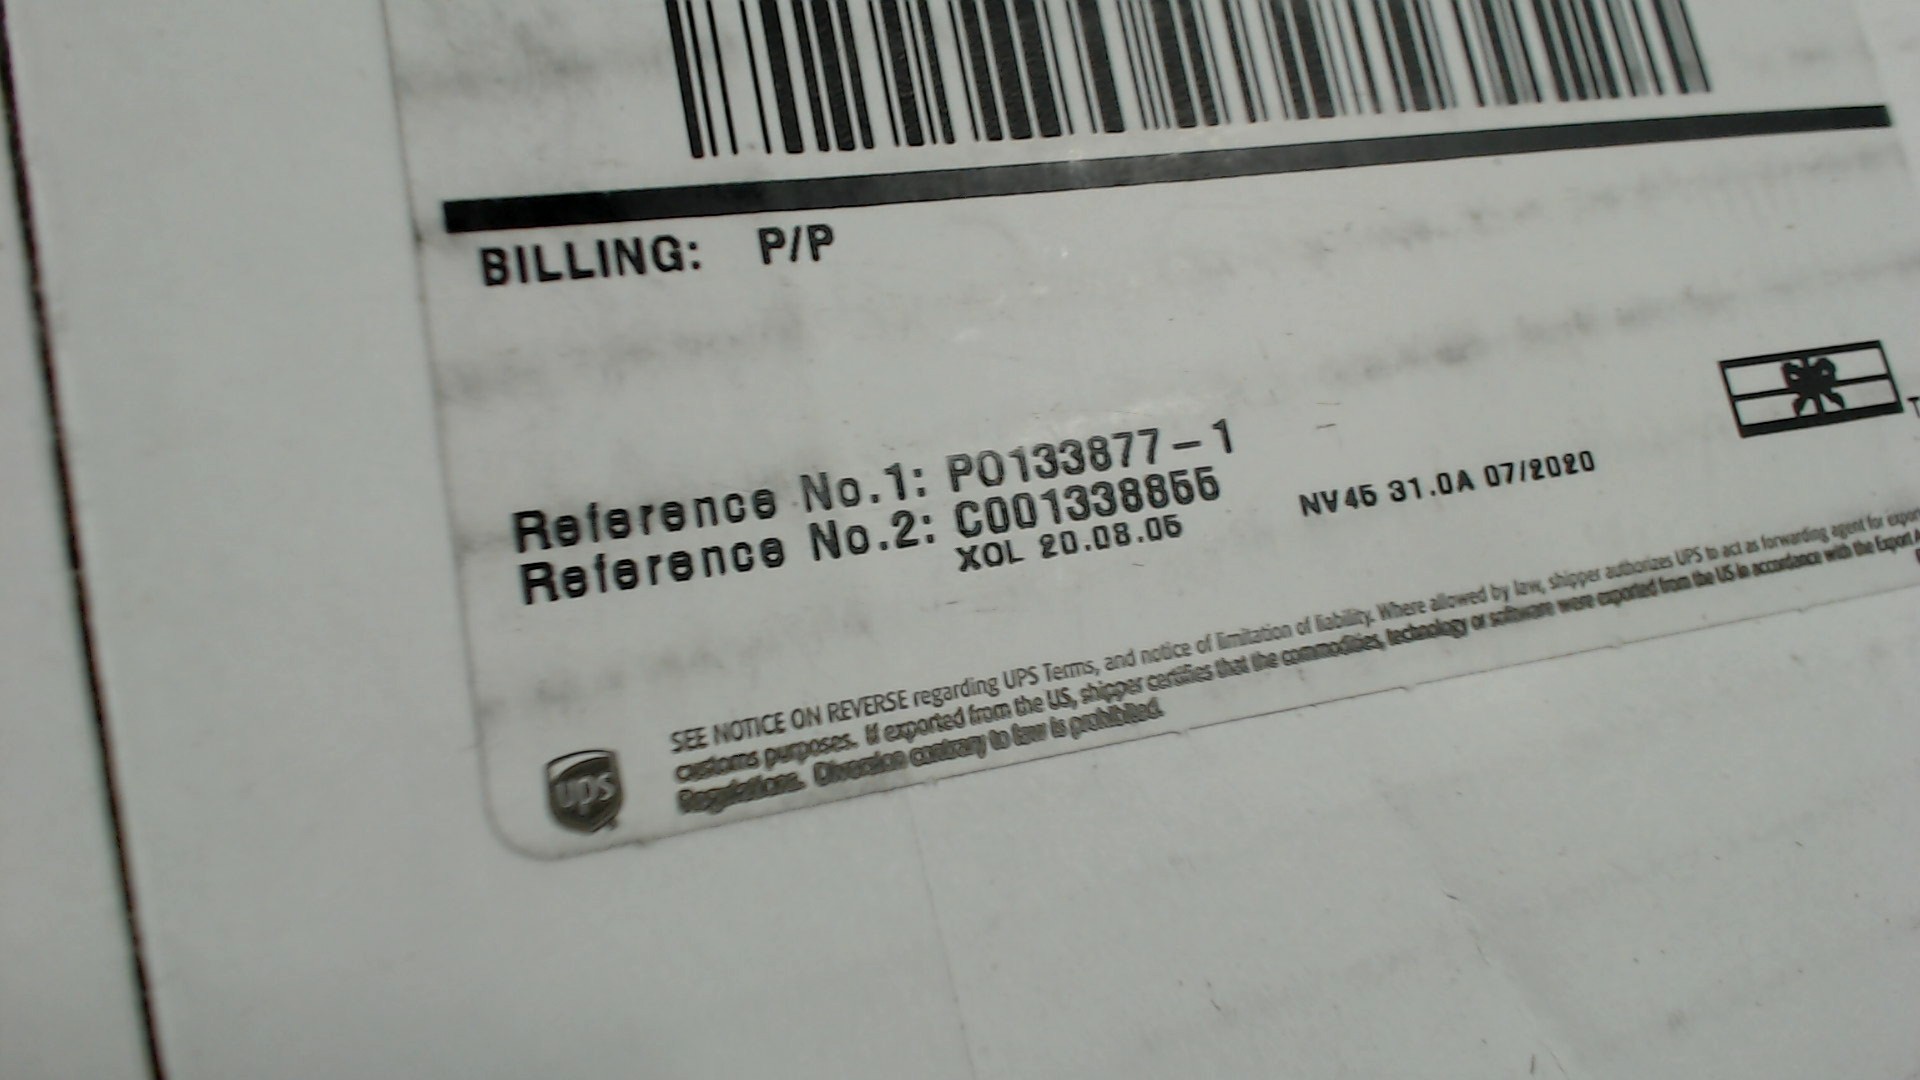 BILLING: P/P
Reference No.1: PO133877-1
Reference No.2: C001338855
XOL 20.08.05
NV45 31.0A 07/2020
T
SEE NOTICE ON REVERSE regarding UPS Terms, and notice of limitation of liability. Where allowed by law, shipper authorizes UPS to act as forwarding agent for export
customs purposes. If exported from the US, shipper certifies that the commodities, technology or software were exported from the US in accordance with the Export A
Regulations. Diversion contrary to law is prohibited.
ups